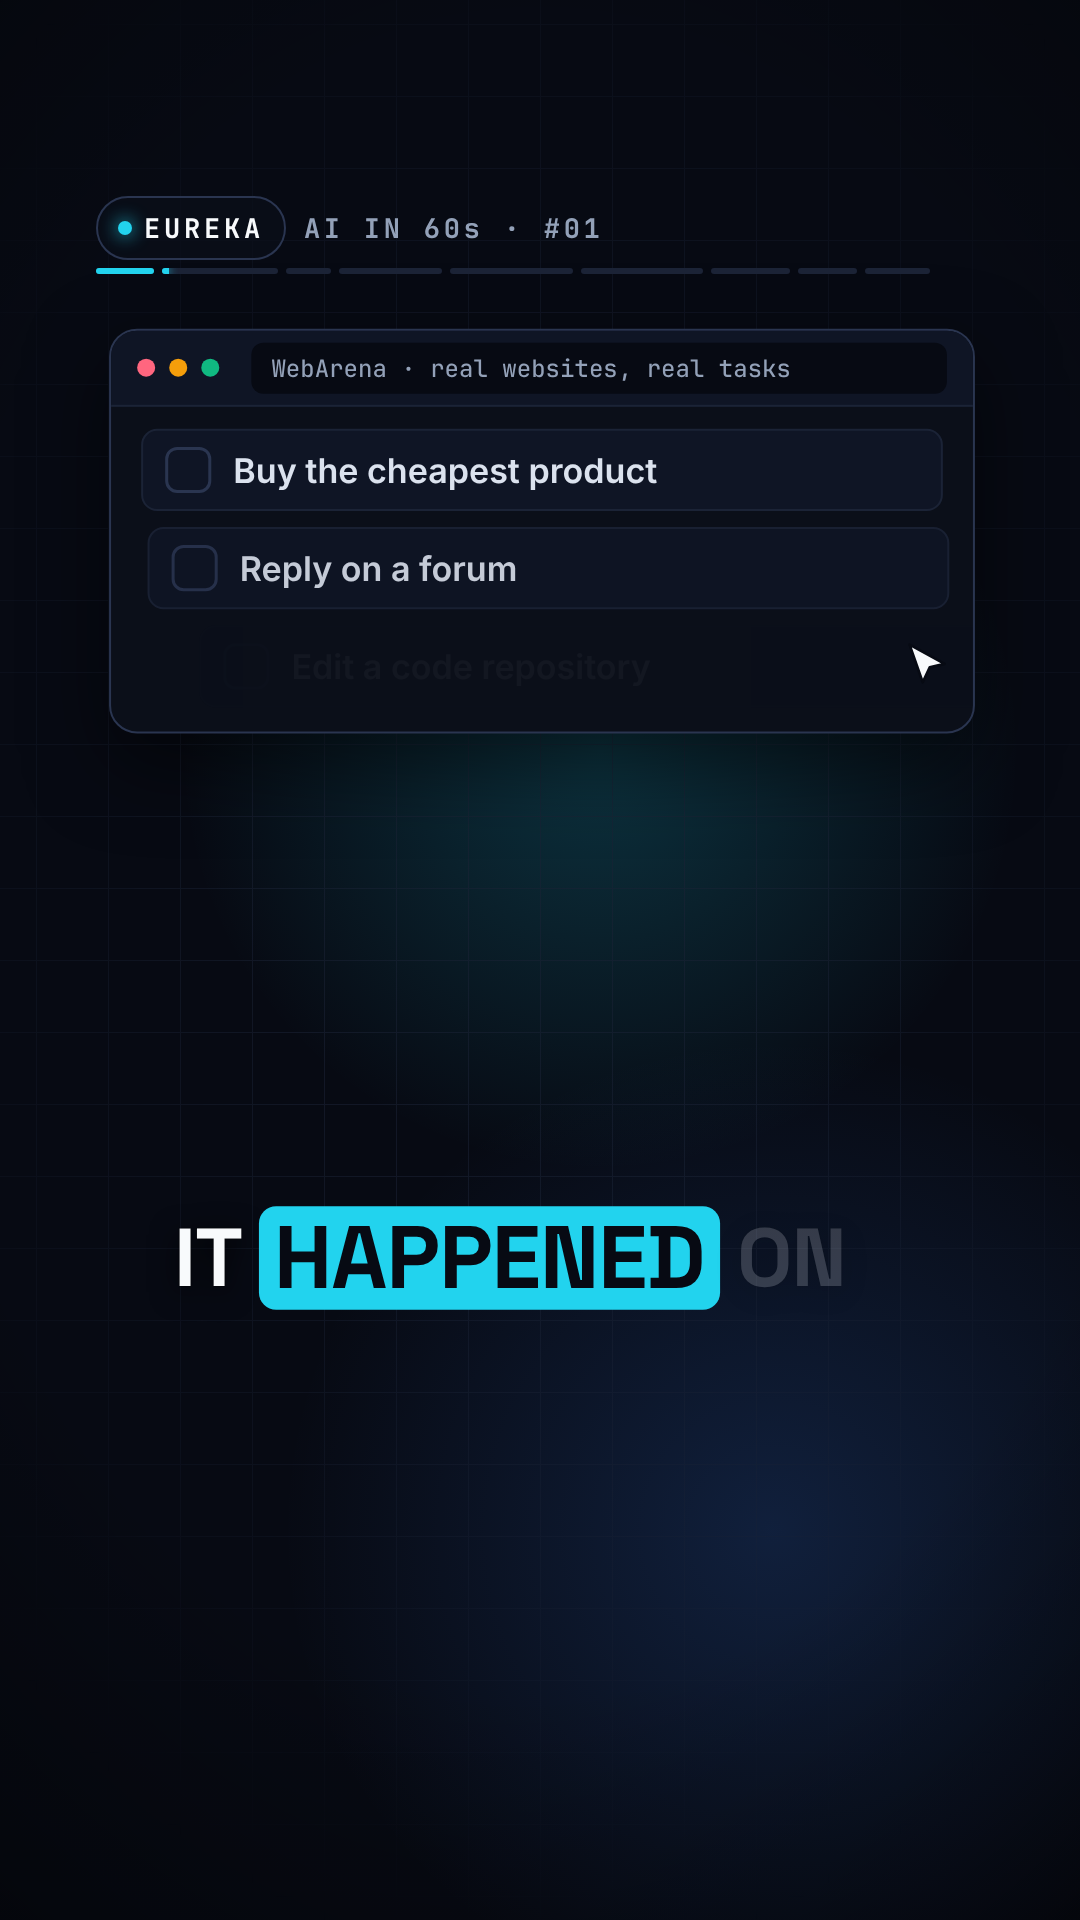 EUREKA AI IN 60s · #01
WebArena · real websites, real tasks
Buy the cheapest product
Reply on a forum
Edit a code repository
IT HAPPENED ON